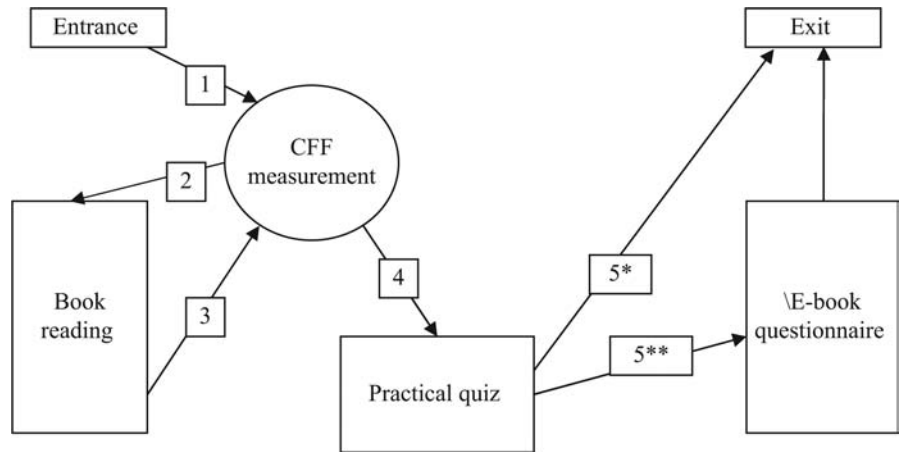 Entrance
Exit
1
CFF
measurement
2
4
5*
Book
reading
3
\E-book
questionnaire
5**
Practical quiz